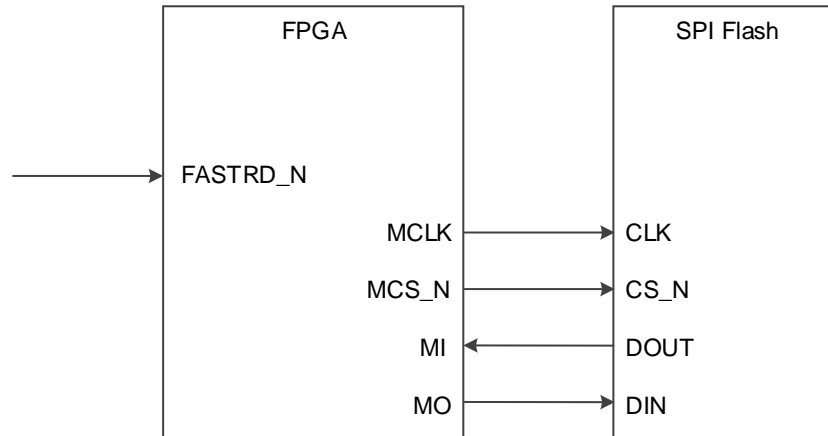 FPGA
SPI Flash
FASTRD_N
MCLK
CLK
MCS_N
CS_N
MI
DOUT
MO
DIN